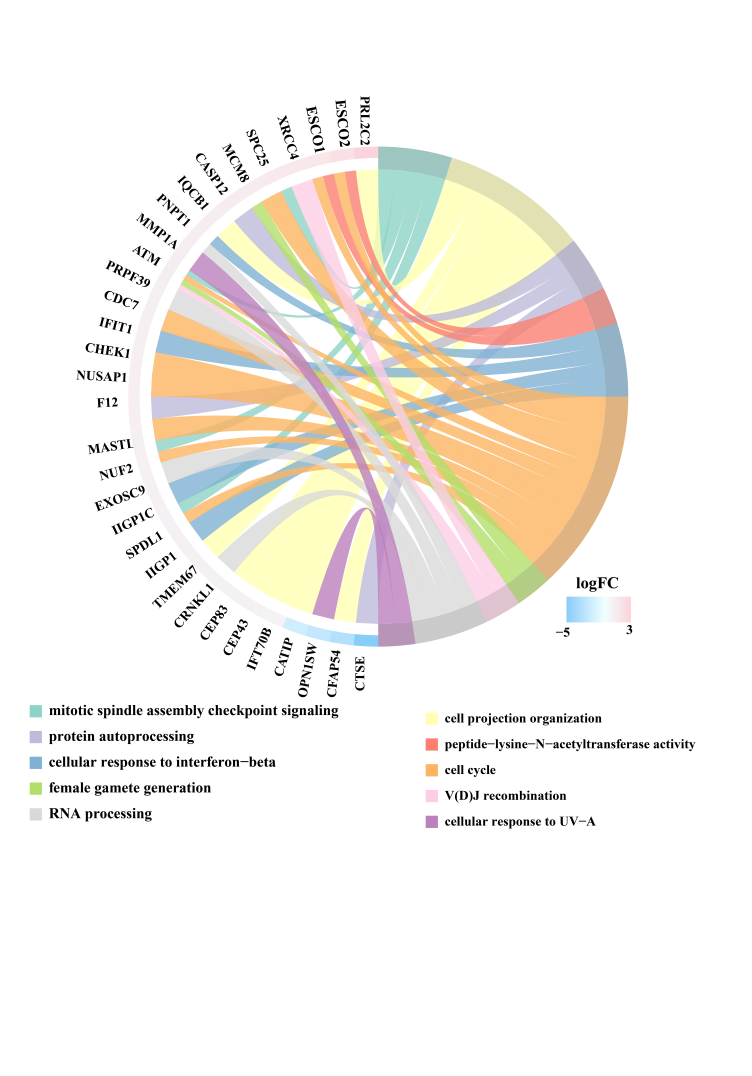 PRL2C2
ESCO2
ESCO1
XRCC4
SPC25
MCM8
CASP12
IQCB1
PNPT1
MMP1A
ATM
PRPF39
CDC7
IFIT1
CHEK1
NUSAP1
F12
MASTL
NUF2
EXOSC9
IIGP1C
SPDL1
IIGP1
TMEM67
CRNKL1
CEP83
CEP43
IFT70B
CATIP
OPN1SW
CFAP54
CTSE
logFC
−5 3
mitotic spindle assembly checkpoint signaling
protein autoprocessing
cellular response to interferon−beta
female gamete generation
RNA processing
cell projection organization
peptide−lysine−N−acetyltransferase activity
cell cycle
V(D)J recombination
cellular response to UV−A